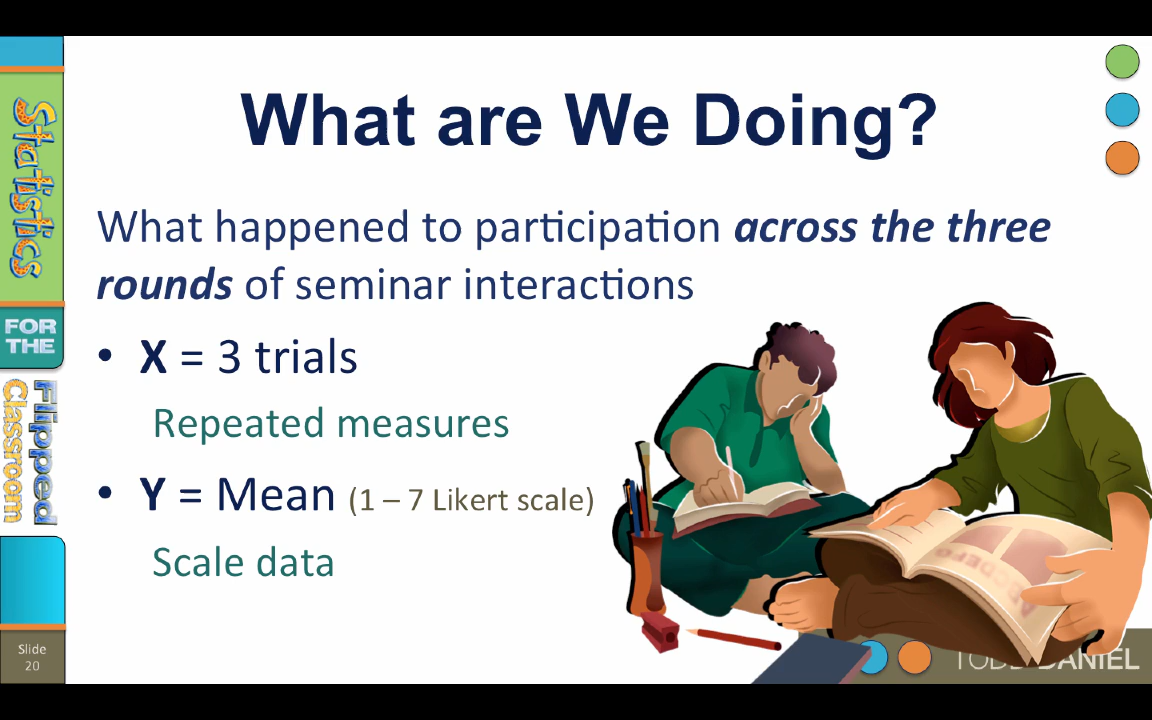 What are We Doing?
What happened to participation across the three
rounds of seminar interactions
• X = 3 trials
Repeated measures
• Y = Mean (1 – 7 Likert scale)
Scale data
Statistics
FOR
THE
Flipped
Classroom
Slide
20
DANIEL